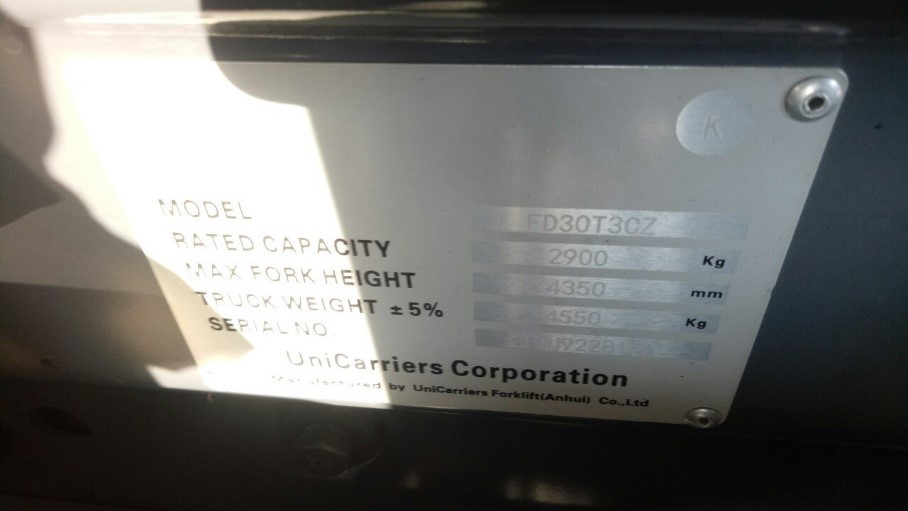 K
MODEL FD30T3CZ
RATED CAPACITY 2900 Kg
MAX FORK HEIGHT 4350 mm
TRUCK WEIGHT ± 5% 4550 Kg
SERIAL NO
UniCarriers Corporation
Manufactured by UniCarriers Forklift(Anhui) Co.,Ltd